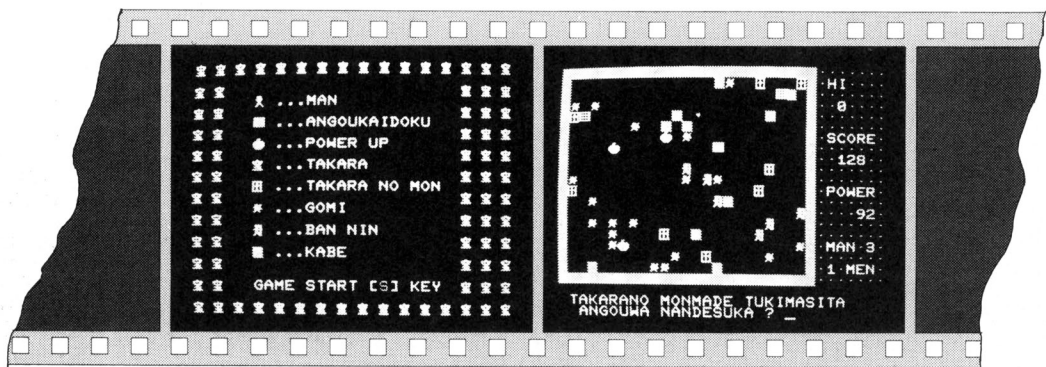 ...MAN
...ANGOUKAIDOKU
...POWER UP
...TAKARA
...TAKARA NO MON
...GOMI
...BAN NIN
...KABE
GAME START [S] KEY
HI
0
SCORE
128
POWER
92
MAN 3
1 MEN
TAKARANO MONMADE TUKIMASITA
ANGOUWA NANDESUKA ? _